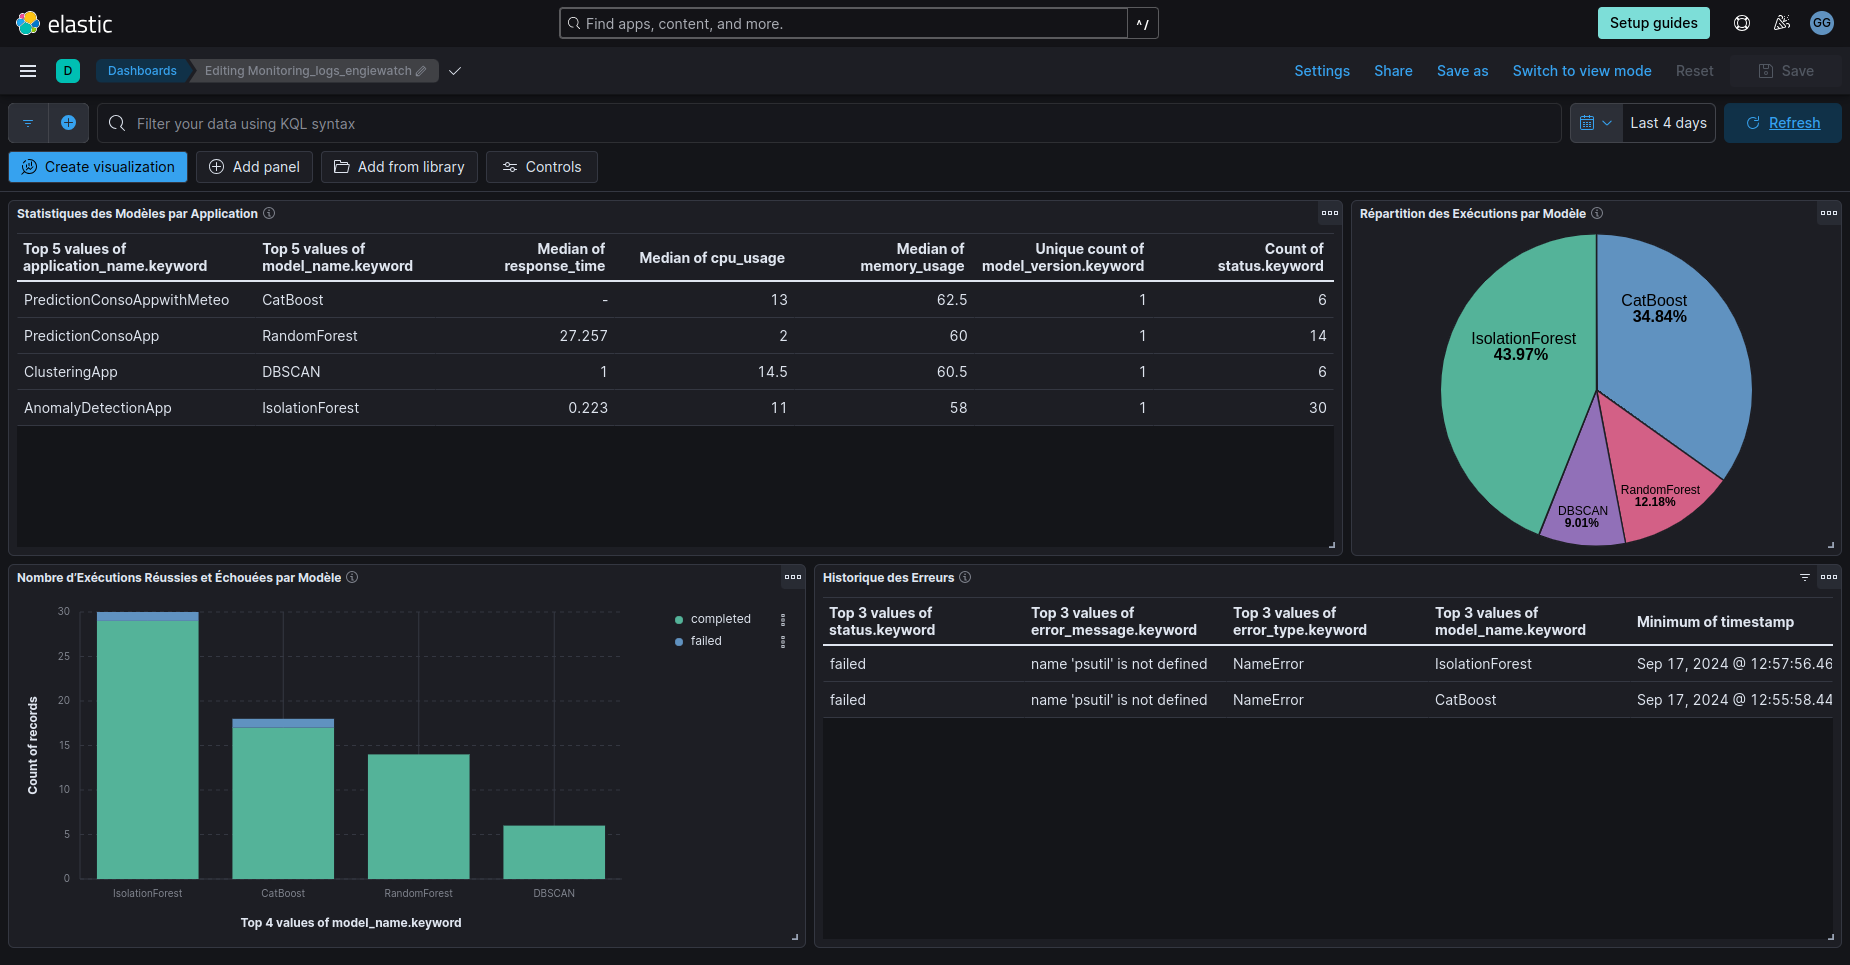 elastic
Find apps, content, and more.
^/
Setup guides
GG
D
Dashboards
Editing Monitoring_logs_engiewatch
Settings
Share
Save as
Switch to view mode
Reset
Save
Filter your data using KQL syntax
Last 4 days
Refresh
Create visualization
Add panel
Add from library
Controls
Statistiques des Modèles par Application
Top 5 values of application_name.keyword Top 5 values of model_name.keyword Median of response_time Median of cpu_usage Median of memory_usage Unique count of model_version.keyword Count of status.keyword
PredictionConsoAppwithMeteo CatBoost - 13 62.5 1 6
PredictionConsoApp RandomForest 27.257 2 60 1 14
ClusteringApp DBSCAN 1 14.5 60.5 1 6
AnomalyDetectionApp IsolationForest 0.223 11 58 1 30
Répartition des Exécutions par Modèle
CatBoost
34.84%
IsolationForest
43.97%
RandomForest
12.18%
DBSCAN
9.01%
Nombre d'Exécutions Réussies et Échouées par Modèle
Count of records
30
25
20
15
10
5
0
IsolationForest CatBoost RandomForest DBSCAN
Top 4 values of model_name.keyword
completed
failed
Historique des Erreurs
Top 3 values of status.keyword Top 3 values of error_message.keyword Top 3 values of error_type.keyword Top 3 values of model_name.keyword Minimum of timestamp
failed name 'psutil' is not defined NameError IsolationForest Sep 17, 2024 @ 12:57:56.46
failed name 'psutil' is not defined NameError CatBoost Sep 17, 2024 @ 12:55:58.44